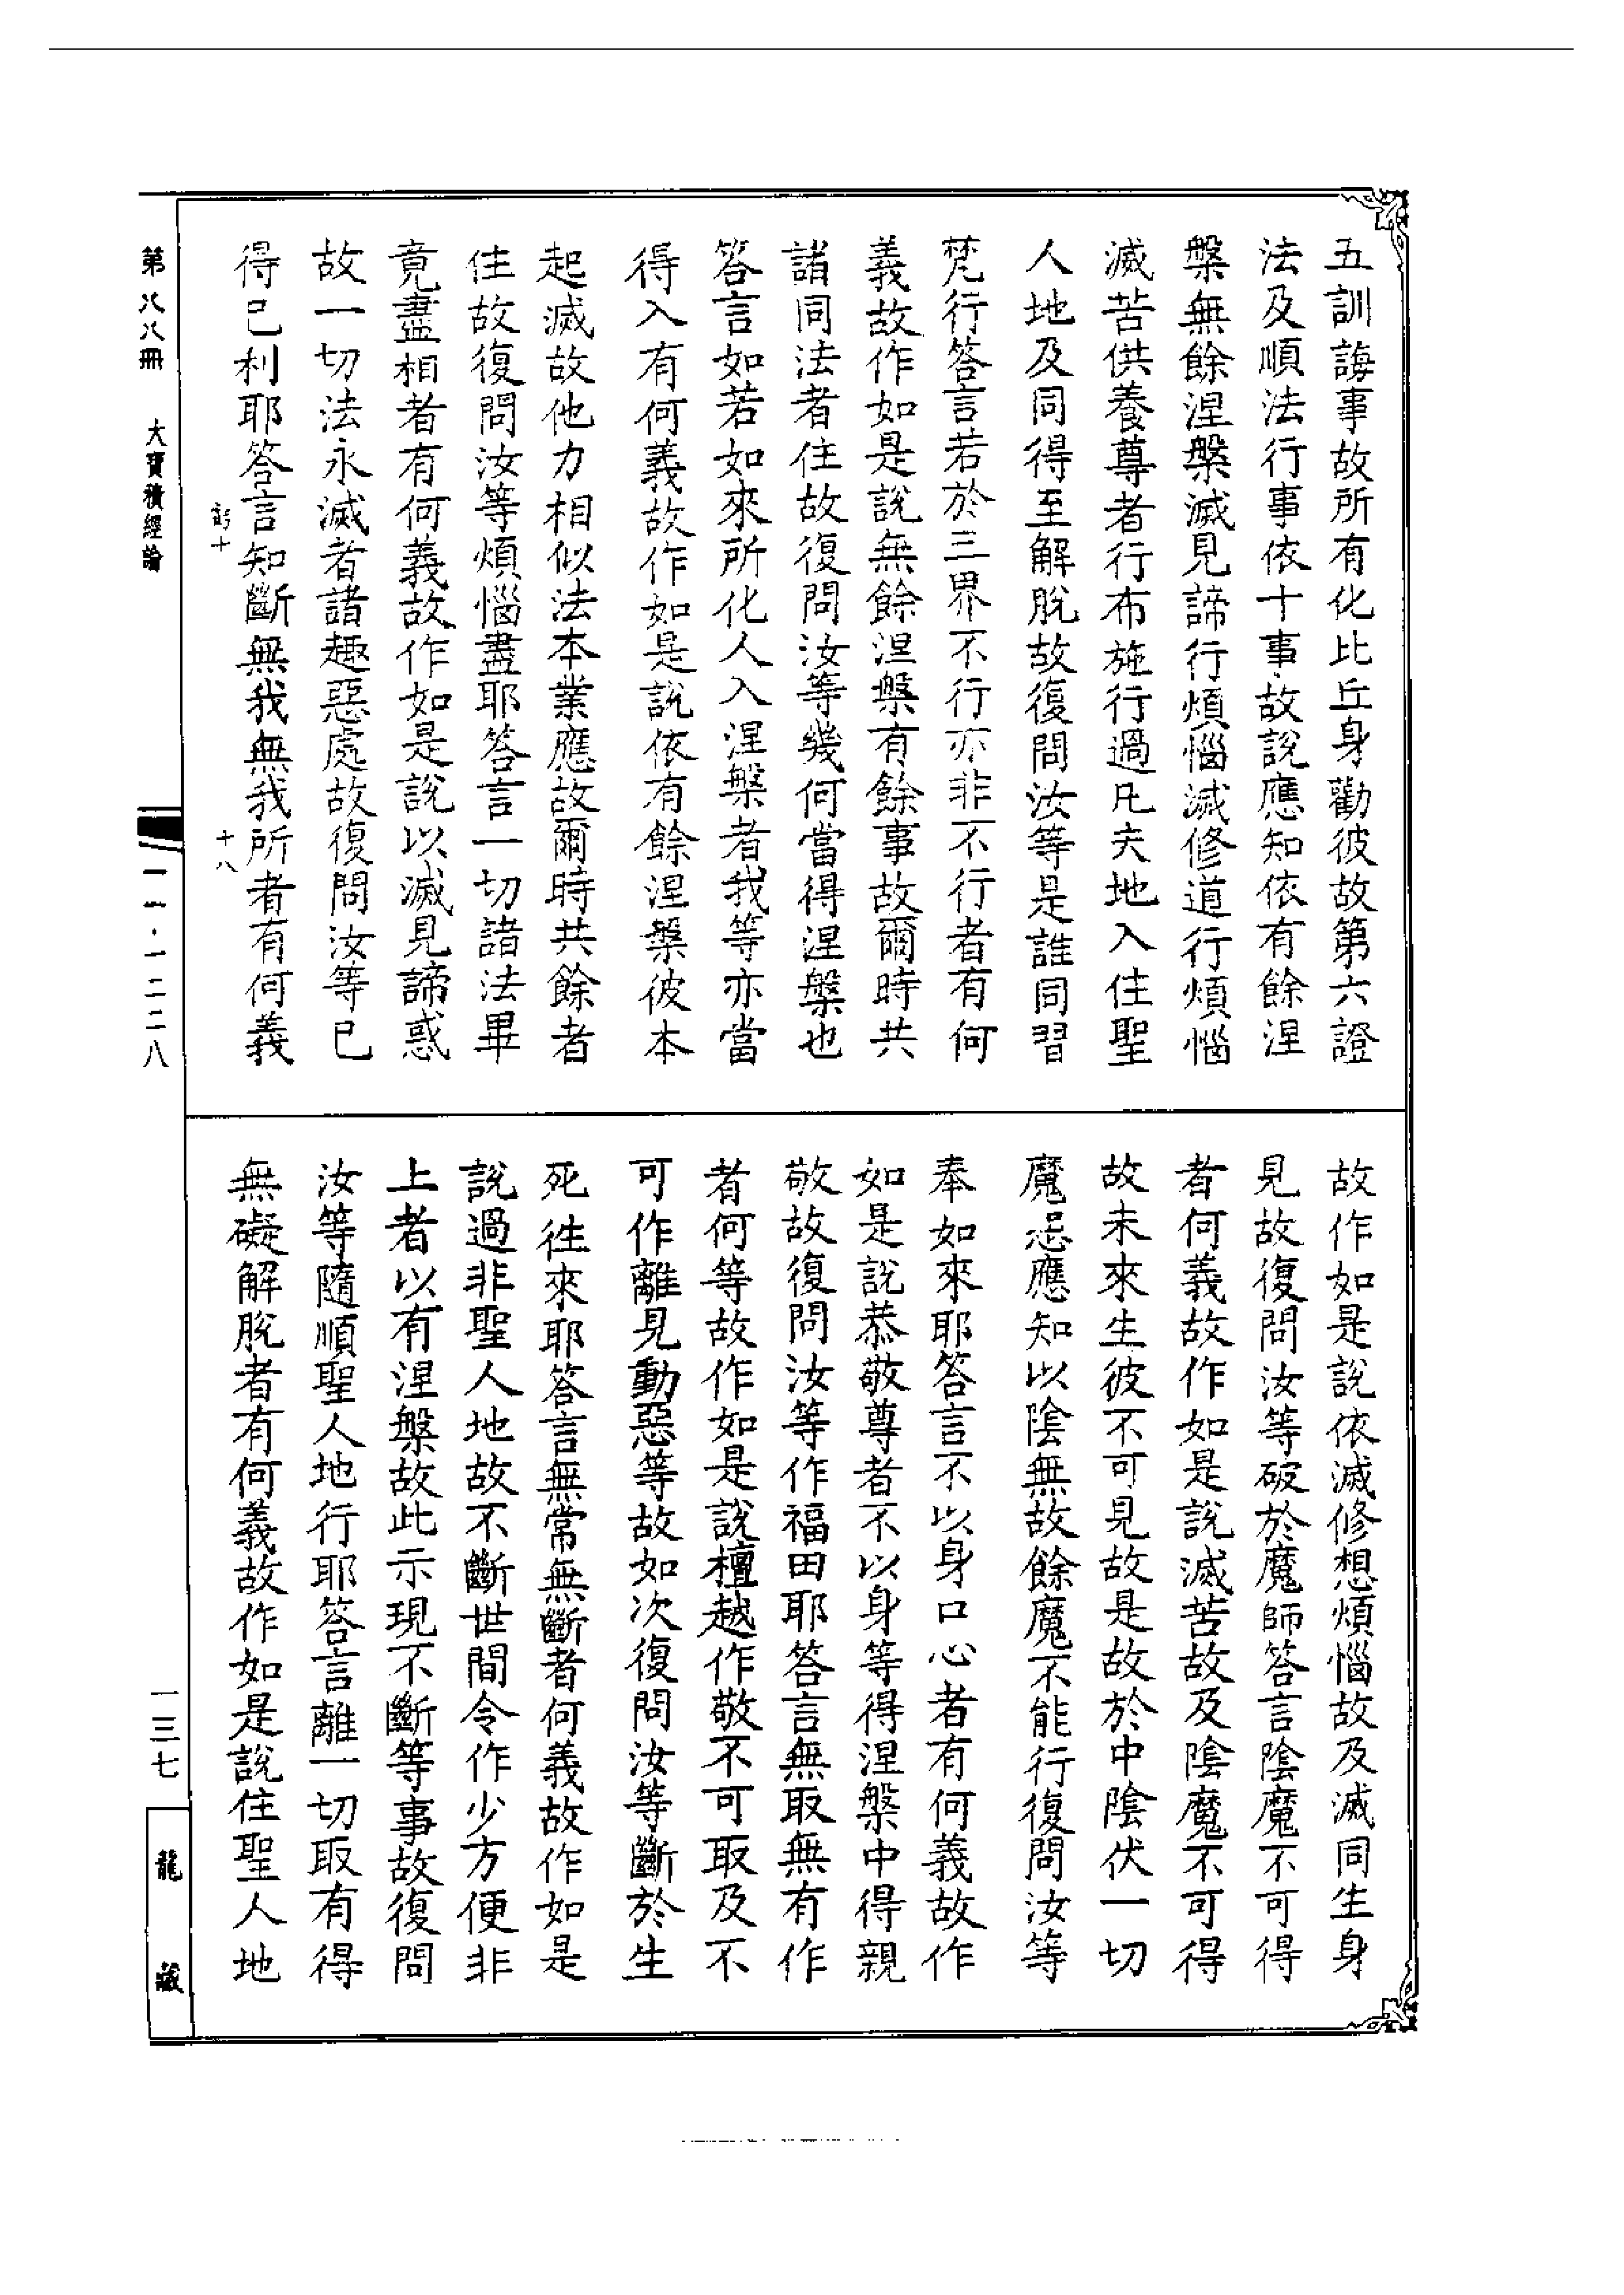 五訓誨事故所有化比丘身勸彼故第六證
法及順法行事依十事故說應知依有餘涅
槃無餘涅槃滅見諦行煩惱滅修道行煩惱
滅苦供養尊者行布施行過凡夫地入住聖
人地及同得至解脫故復問汝等是誰同習
梵行答言若於三界不行亦非不行者有何
義故作如是說無餘涅槃有餘事故爾時共
諸同法者住故復問汝等幾何當得涅槃也
答言如若如來所化人入涅槃者我等亦當
得入有何義故作如是說依有餘涅槃彼本
起滅故他力相似法本業應故爾時共餘者
住故復問汝等煩惱盡耶答言一切諸法畢
竟盡相者有何義故作如是說以滅見諦惑
故一切法永滅者諸趣惡處故復問汝等已
得已利耶答言知斷無我無我所者有何義
故作如是說依滅修想煩惱故及滅同生身
見故復問汝等破於魔師答言陰魔不可得
者何義故作如是說滅苦故及陰魔不可得
故未來生彼不可見故是故於中陰伏一切
魔忌應知以陰無故餘魔不能行復問汝等
奉如來耶答言不以身口心者有何義故作
如是說恭敬尊者不以身等得涅槃中得親
敬故復問汝等作福田耶答言無取無有作
者何等故作如是說檀越作敬不可取及不
可作離見動惡等故如次復問汝等斷於生
死往來耶答言無常無斷者何義故作如是
說過非聖人地故不斷世間令作少方便非
上者以有涅槃故此示現不斷等事故復問
汝等隨順聖人地行耶答言離一切取有得
無礙解脫者有何義故作如是說住聖人地
第八八冊 大寶積經論
虧十 十八
一一·一二二八
一三七
龍藏